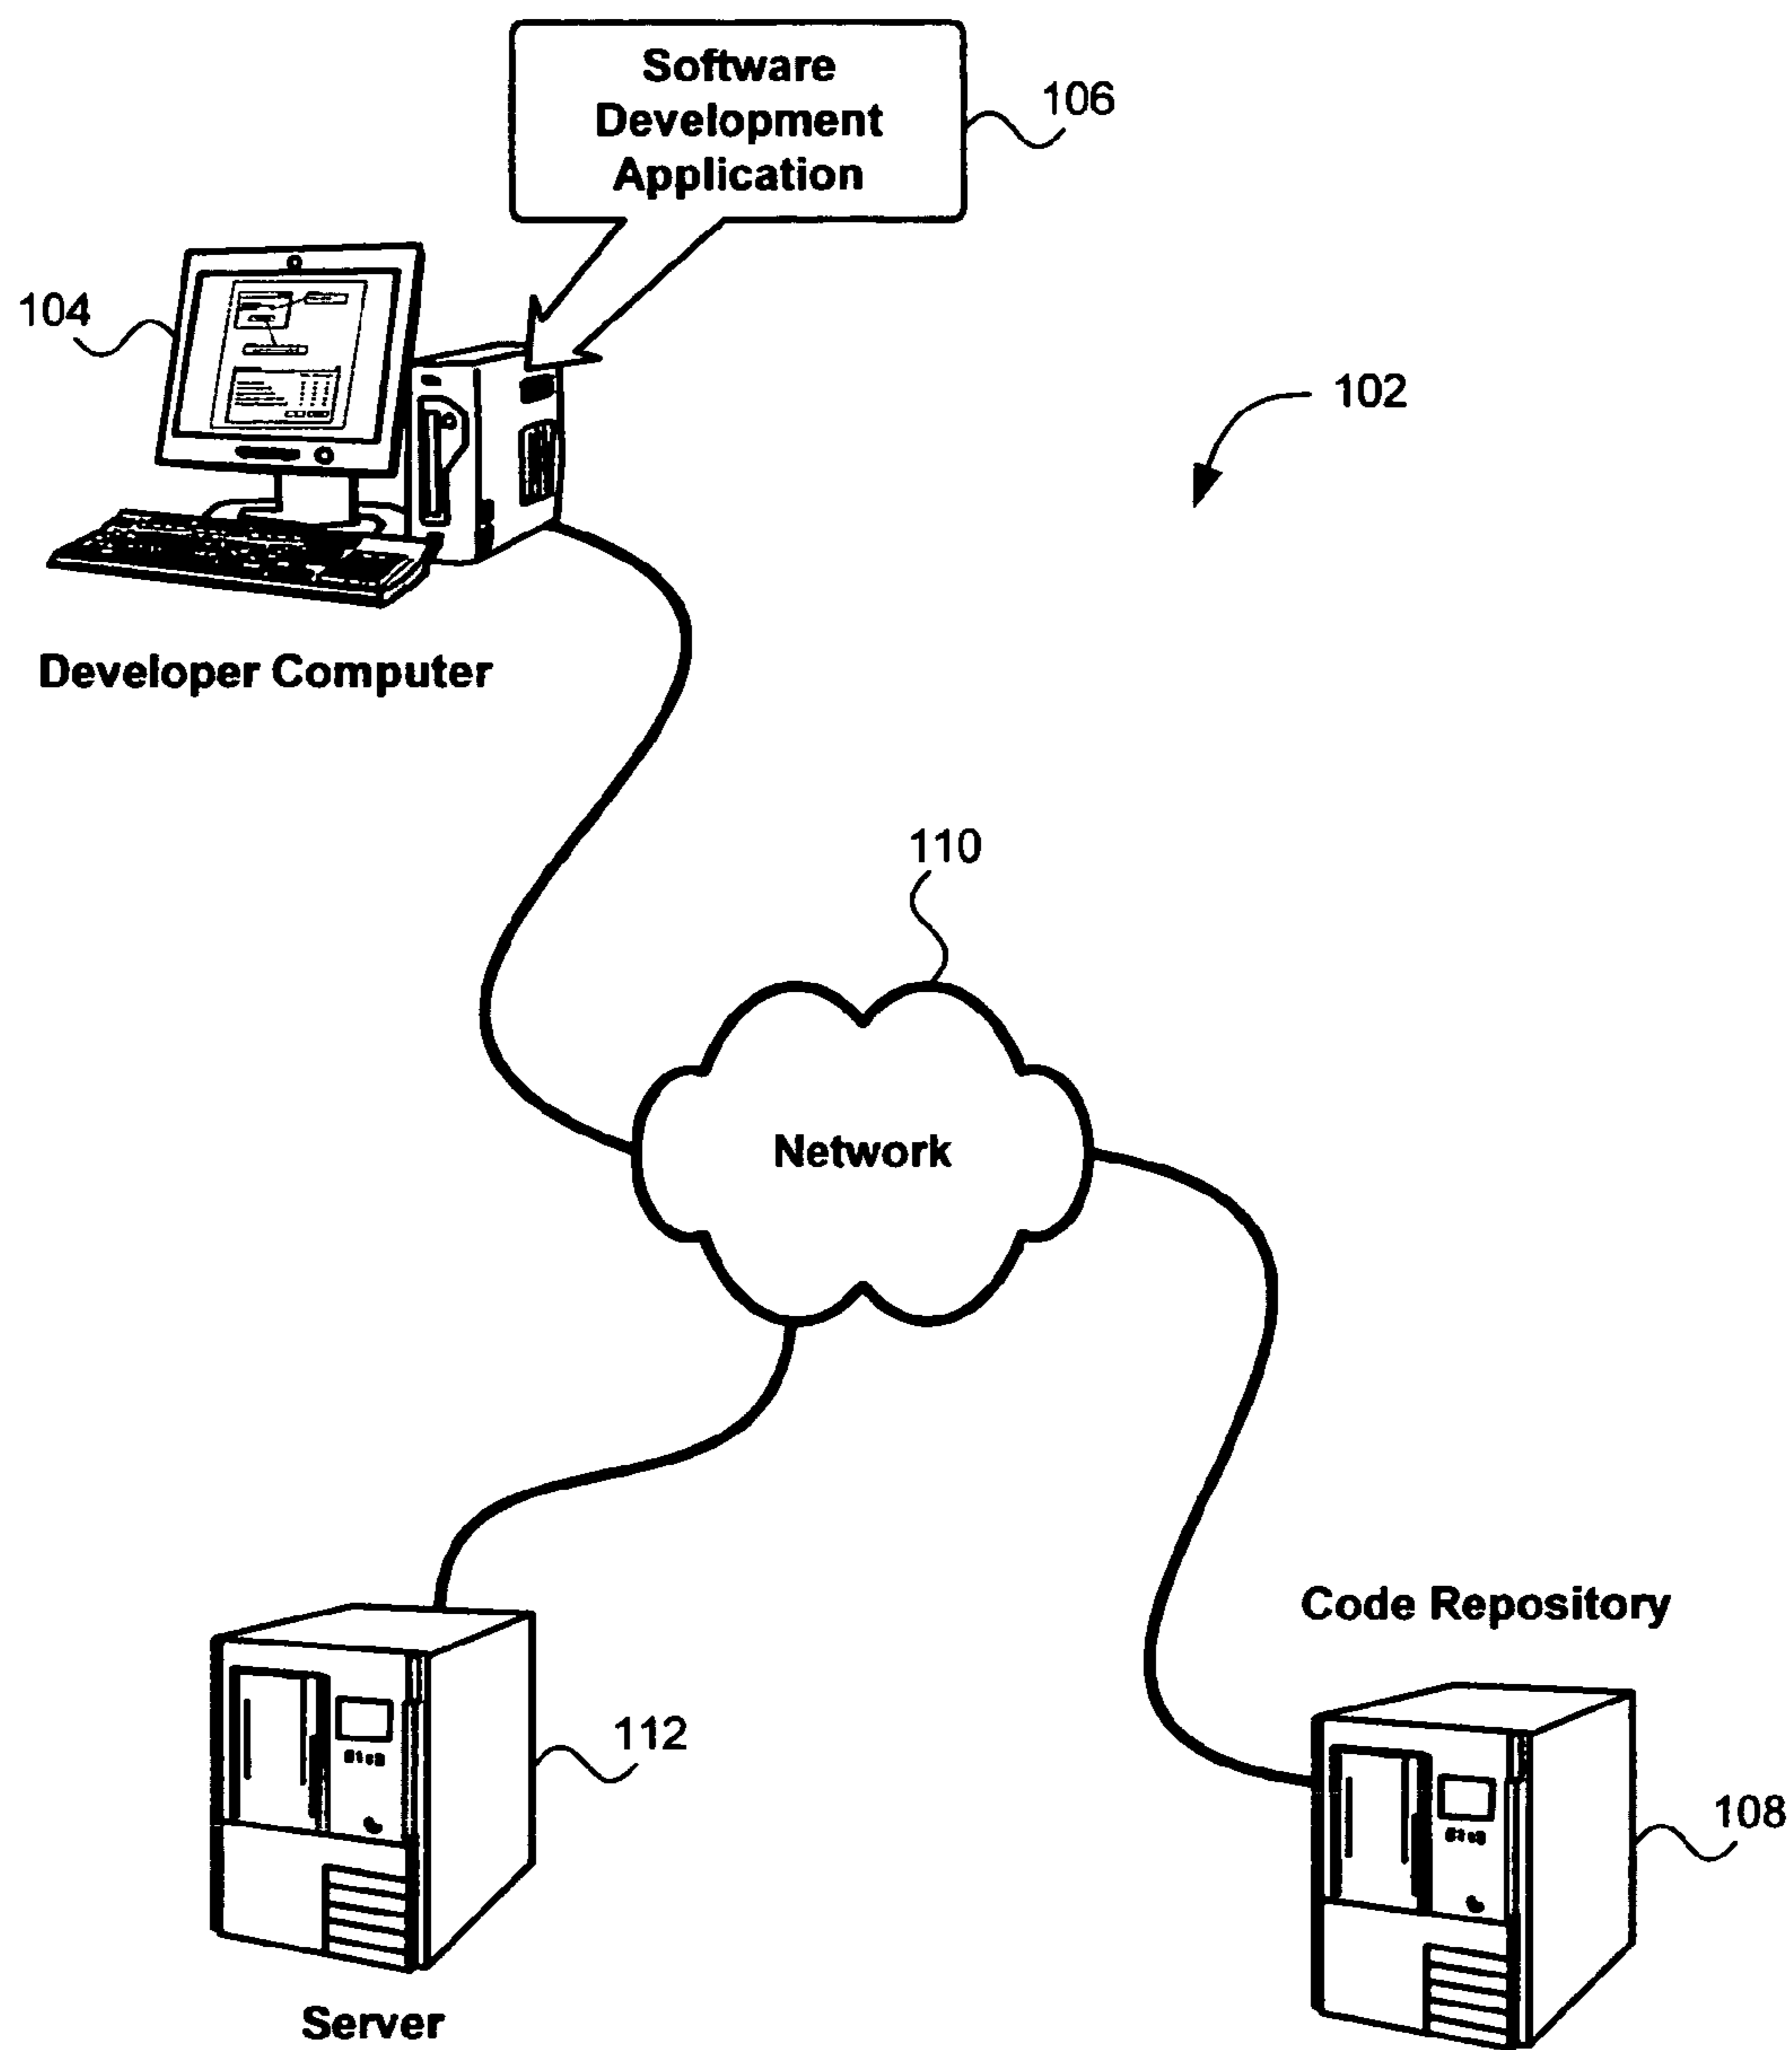 Software
Development
Application
106
104
102
Developer Computer
110
Network
Code Repository
112
108
Server